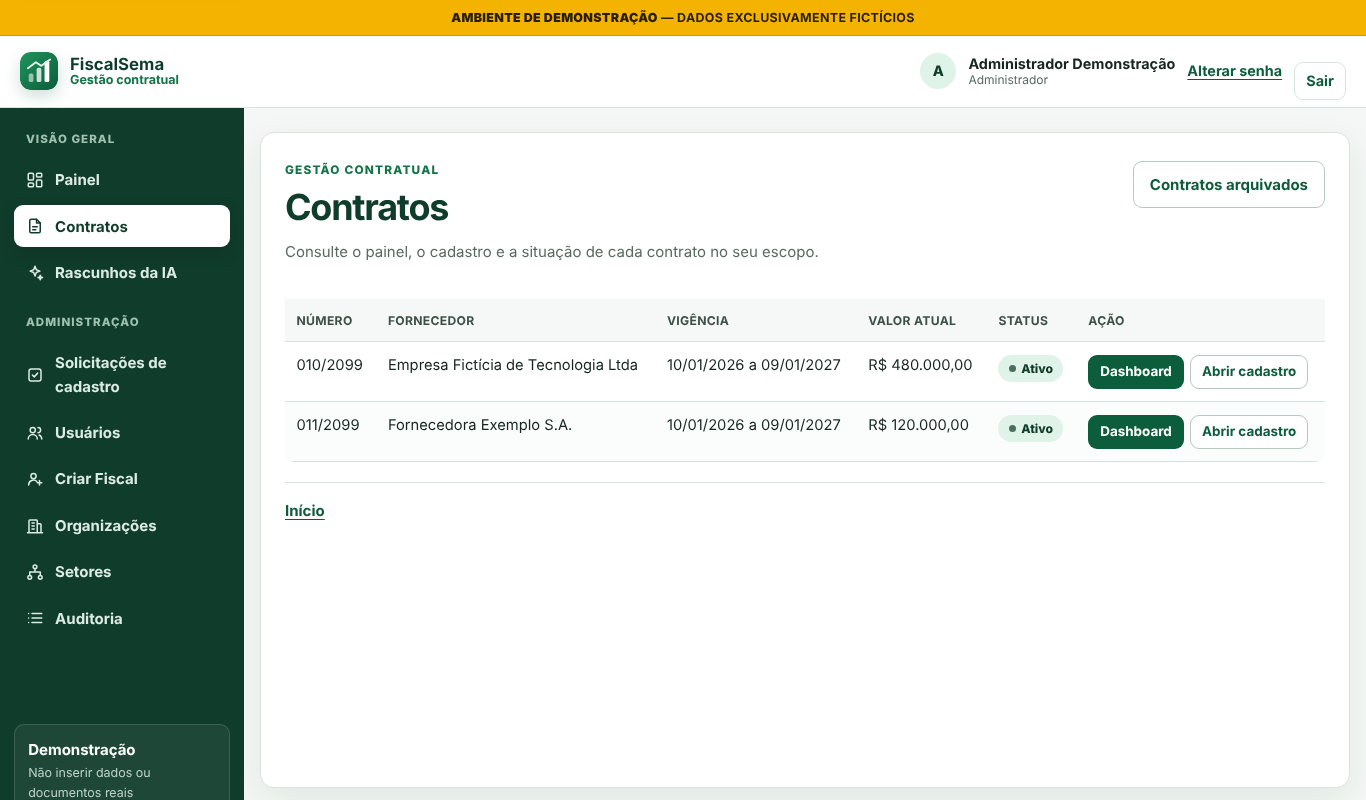 AMBIENTE DE DEMONSTRAÇÃO — DADOS EXCLUSIVAMENTE FICTÍCIOS
FiscalSema
Gestão contratual
A
Administrador Demonstração
Administrador
Alterar senha
Sair
VISÃO GERAL
Painel
Contratos
Rascunhos da IA
ADMINISTRAÇÃO
Solicitações de
cadastro
Usuários
Criar Fiscal
Organizações
Setores
Auditoria
Demonstração
Não inserir dados ou
documentos reais
GESTÃO CONTRATUAL
Contratos
Contratos arquivados
Consulte o painel, o cadastro e a situação de cada contrato no seu escopo.
NÚMERO FORNECEDOR VIGÊNCIA VALOR ATUAL STATUS AÇÃO
010/2099 Empresa Fictícia de Tecnologia Ltda 10/01/2026 a 09/01/2027 R$ 480.000,00 Ativo Dashboard Abrir cadastro
011/2099 Fornecedora Exemplo S.A. 10/01/2026 a 09/01/2027 R$ 120.000,00 Ativo Dashboard Abrir cadastro
Início